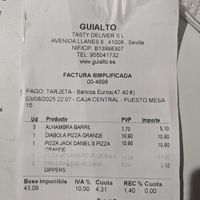 GUIALTO
TASTY DELIVER S.L.
AVENIDA LLANES 8 , 41008 , Sevilla
NIF/CIF: B13998307
Tel: 955041732
www.guialto.es
FACTURA SIMPLIFICADA
00-4698
PAGO: TARJETA - Bancos Euros(47.40 €)
03/08/2025 22:07 - CAJA CENTRAL - PUESTO MESA
15
Ud Producto PVP Importe
3 ALHAMBRA BARRIL 1,70 5,10
1 DIABOLA PIZZA GRANDE 10,90 10,90
1 PIZZA JACK DANIEL'S PIZZA 10,90 10,90
GRANDE
DIPPERS
Base Imponible IVA % Cuota REC % Cuota
43,09 10,00 4.31 1.40 0.00